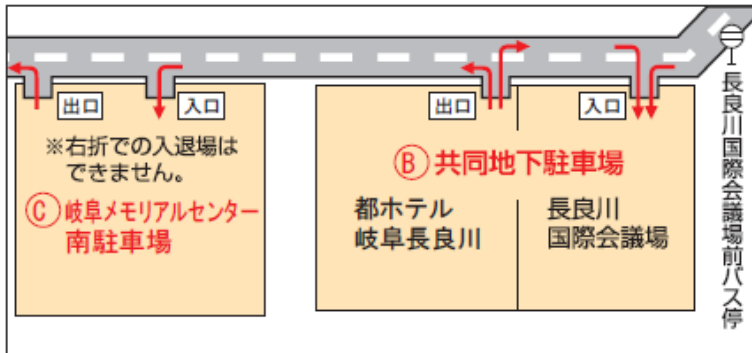 出口
入口
※右折での入退場は
できません。
Ⓒ岐阜メモリアルセンター
南駐車場
出口
入口
Ⓑ共同地下駐車場
都ホテル
岐阜長良川
長良川
国際会議場
長良川国際会議場前バス停